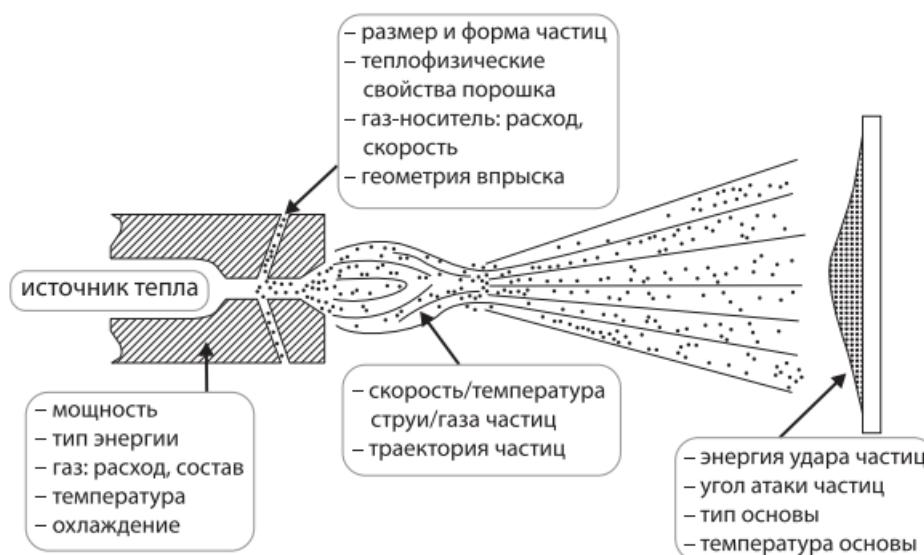 – размер и форма частиц
– теплофизические
свойства порошка
– газ-носитель: расход,
скорость
– геометрия впрыска
источник тепла
– мощность
– тип энергии
– газ: расход, состав
– температура
– охлаждение
– скорость/температура
струи/газа частиц
– траектория частиц
– энергия удара частиц
– угол атаки частиц
– тип основы
– температура основы